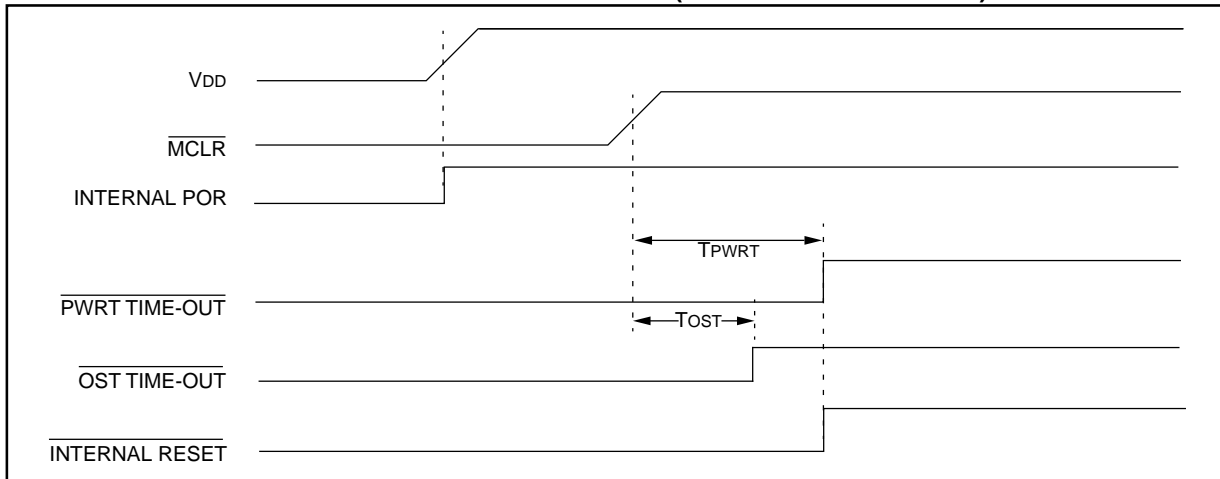 VDD
MCLR
INTERNAL POR
TPWRT
PWRT TIME-OUT
TOST
OST TIME-OUT
INTERNAL RESET